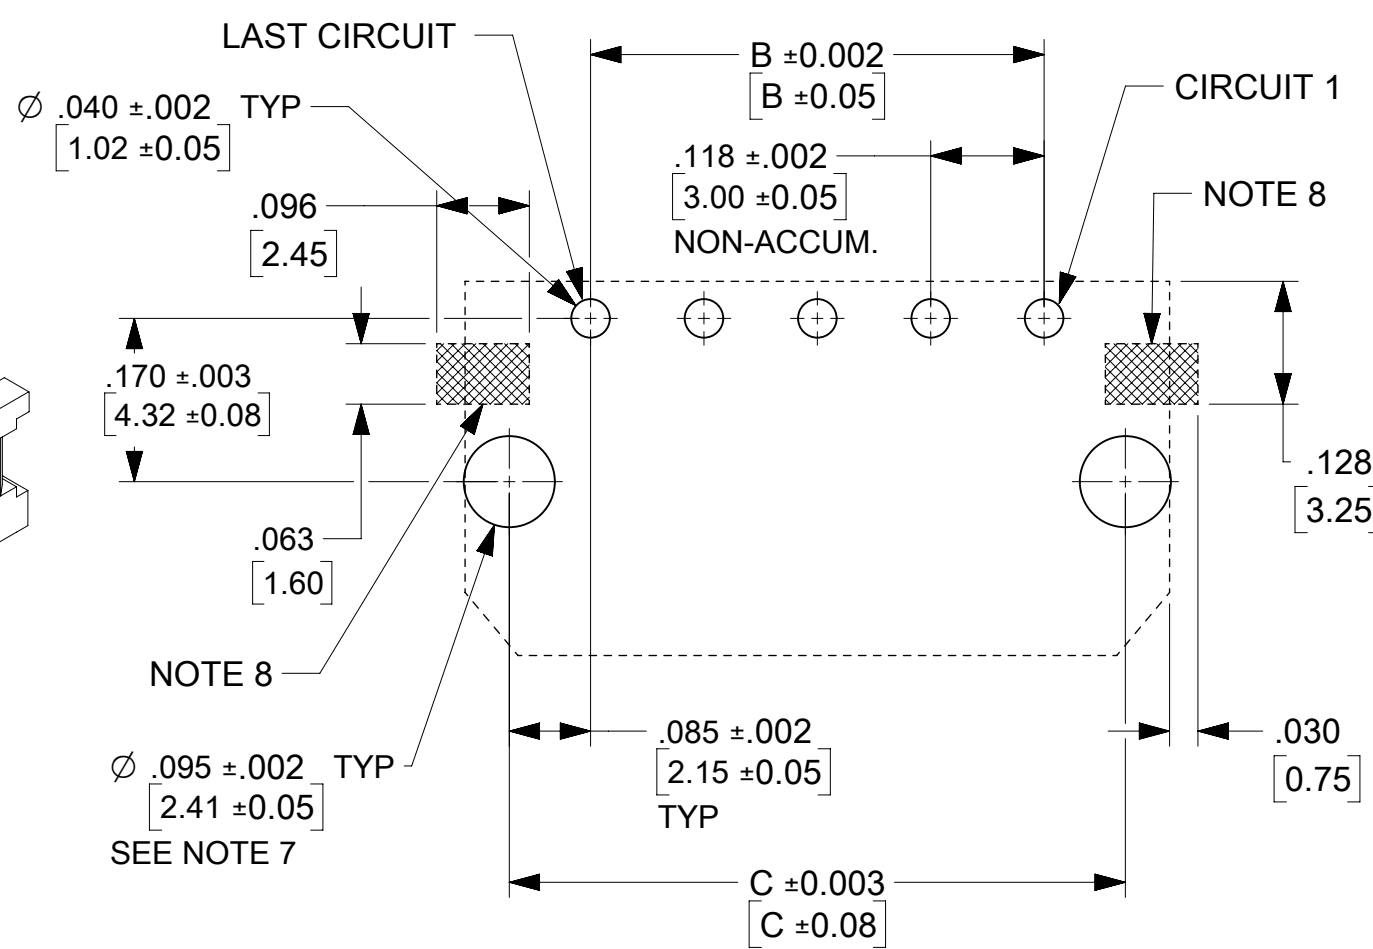 LAST CIRCUIT
B ±0.002
[B ±0.05]
CIRCUIT 1
Ø .040 ±.002 TYP
[1.02 ±0.05]
.118 ±.002
[3.00 ±0.05]
NON-ACCUM.
NOTE 8
.096
[2.45]
.170 ±.003
[4.32 ±0.08]
.128
[3.25]
.063
[1.60]
NOTE 8
.085 ±.002
[2.15 ±0.05]
TYP
.030
[0.75]
Ø .095 ±.002 TYP
[2.41 ±0.05]
SEE NOTE 7
C ±0.003
[C ±0.08]